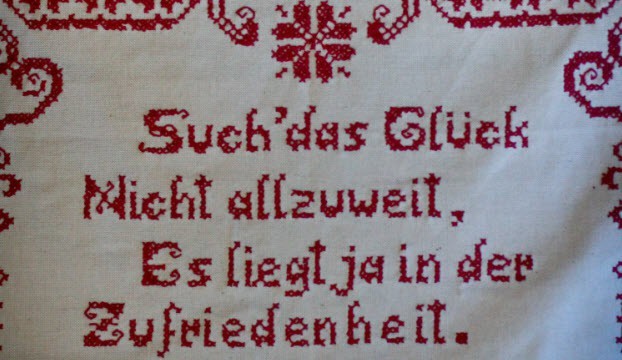 Such'das Glück
Nicht allzuweit,
Es liegt ja in der
Zufriedenheit.